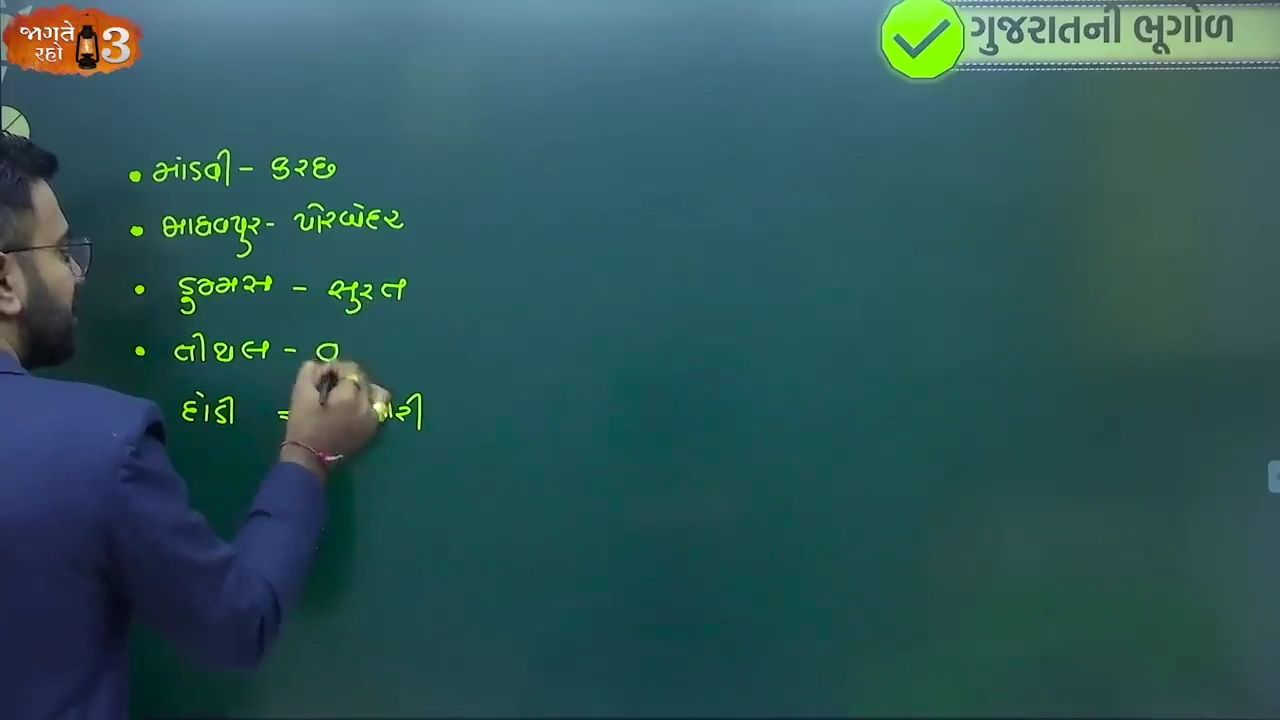 જાગતે
રહો 3
ગુજરાતની ભૂગોળ
• માંડવી - કચ્છ
• માધવપુર - પોરબંદર
• ડુમ્મસ - સુરત
• તીથલ - વ
દાંડી =